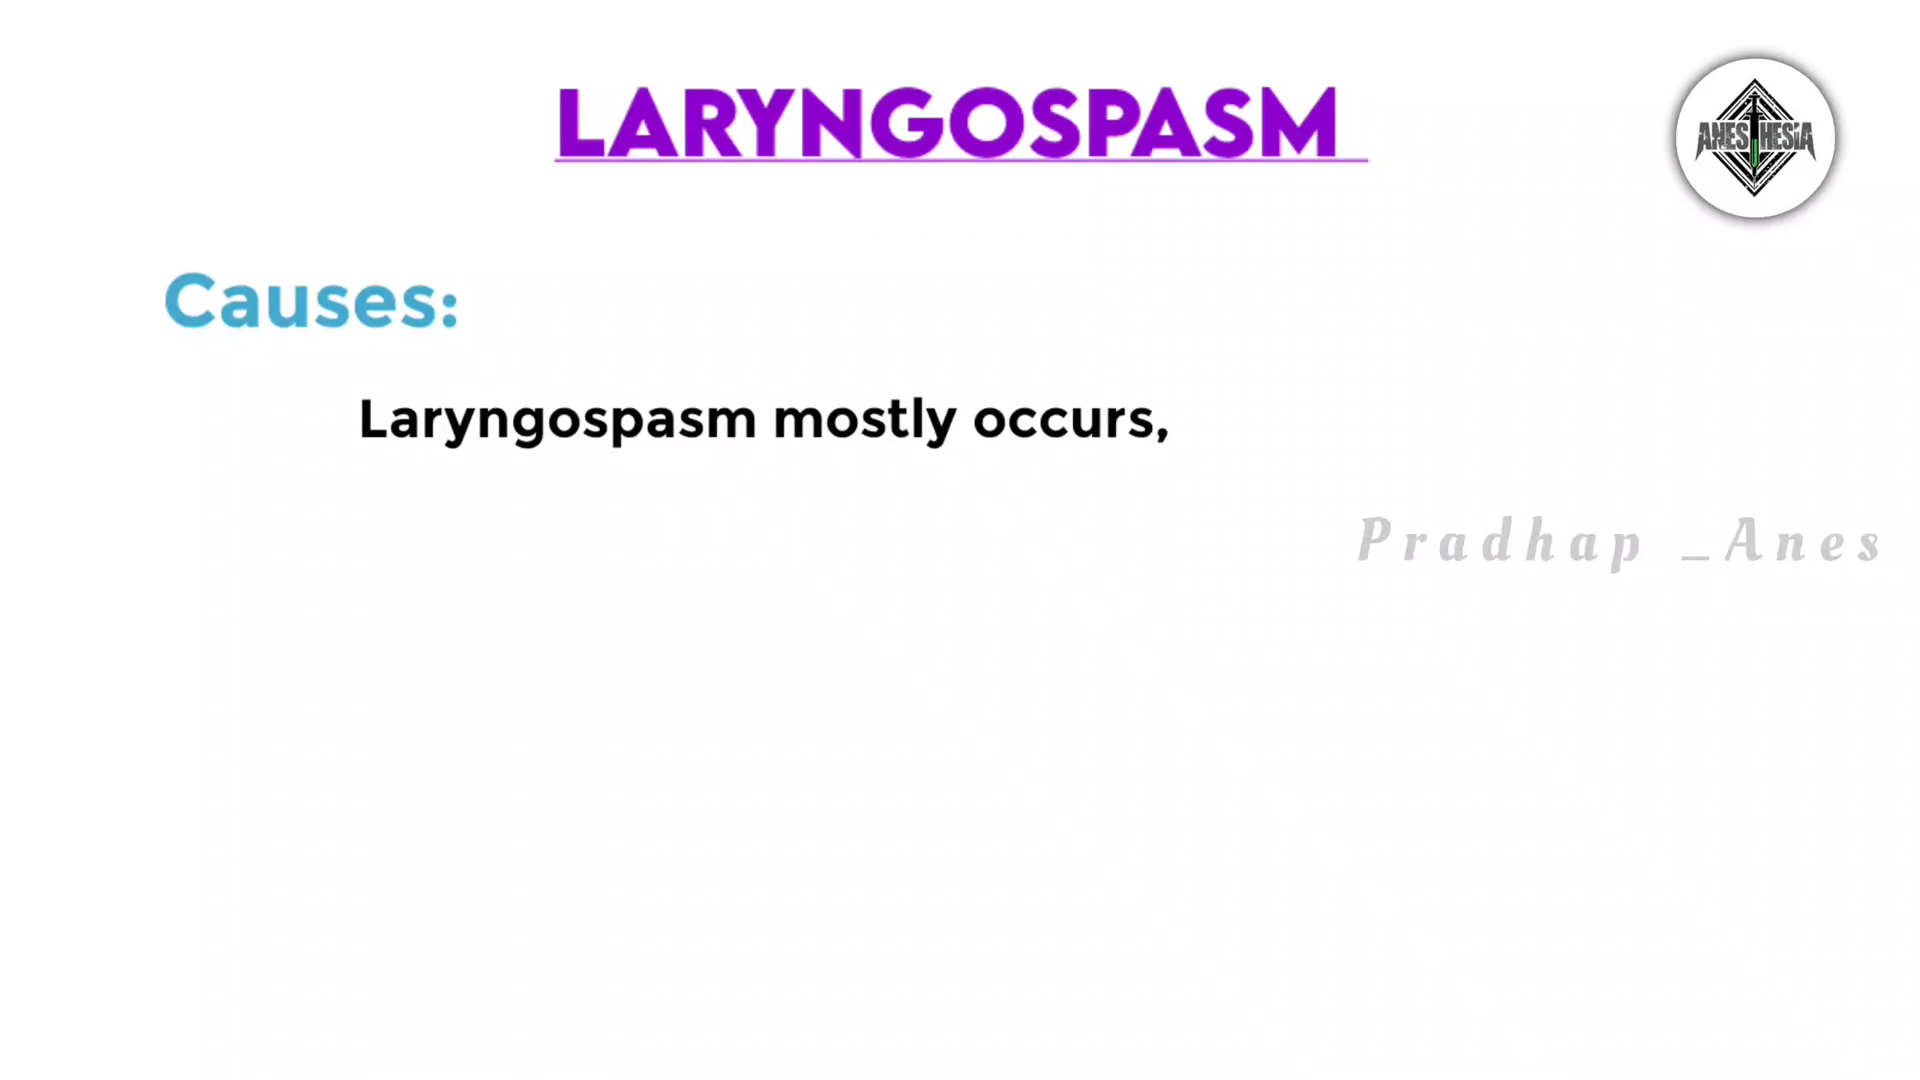 LARYNGOSPASM
ANESTHESIA
Causes:
Laryngospasm mostly occurs,
Pradhap _Anes